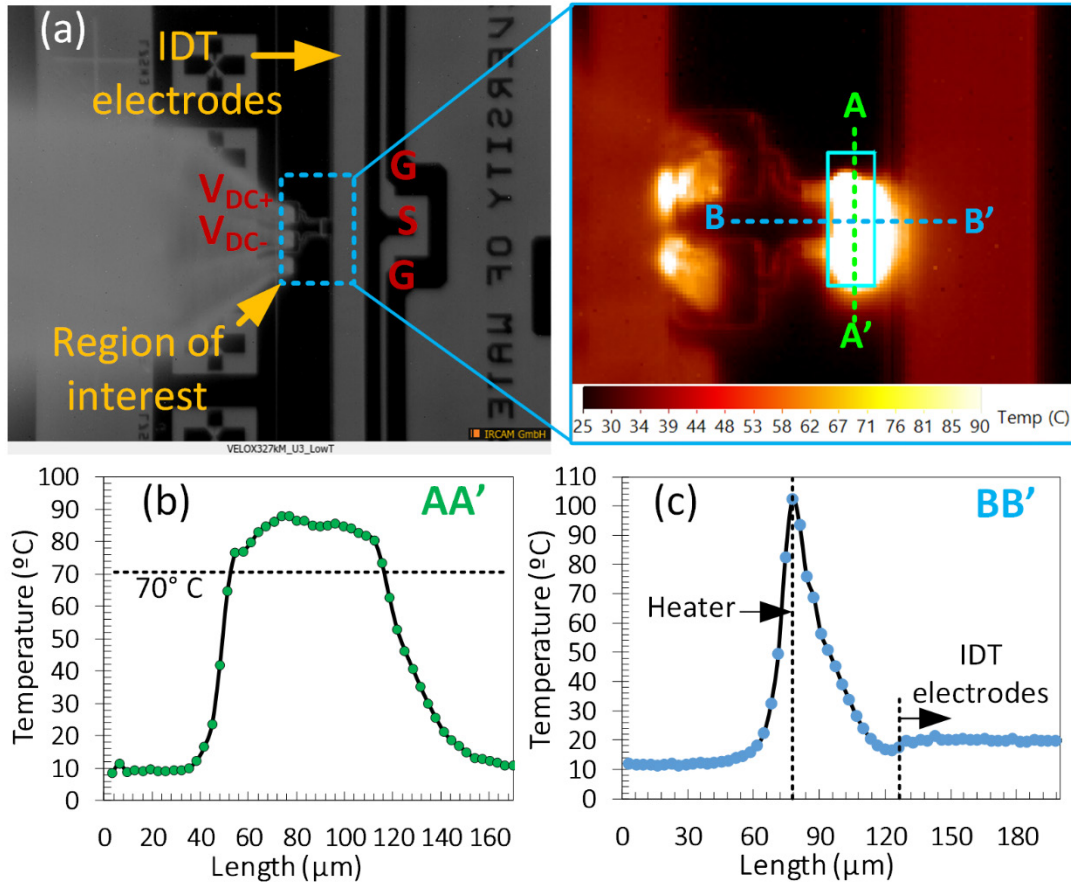 (a)
IDT
electrodes
V_DC+
V_DC-
G
S
G
Region of
interest
IRCAM GmbH
VELOX327kM_U3_LowT
A
B
B'
A'
25 30 34 39 43 48 53 58 62 67 71 76 81 85 90 Temp (C)
(b)
AA'
Temperature (ºC)
100
90
80
70
60
50
40
30
20
10
0
70° C
0 20 40 60 80 100 120 140 160
Length (µm)
(c)
BB'
Temperature (ºC)
110
100
90
80
70
60
50
40
30
20
10
0
Heater
IDT
electrodes
0 30 60 90 120 150 180
Length (µm)